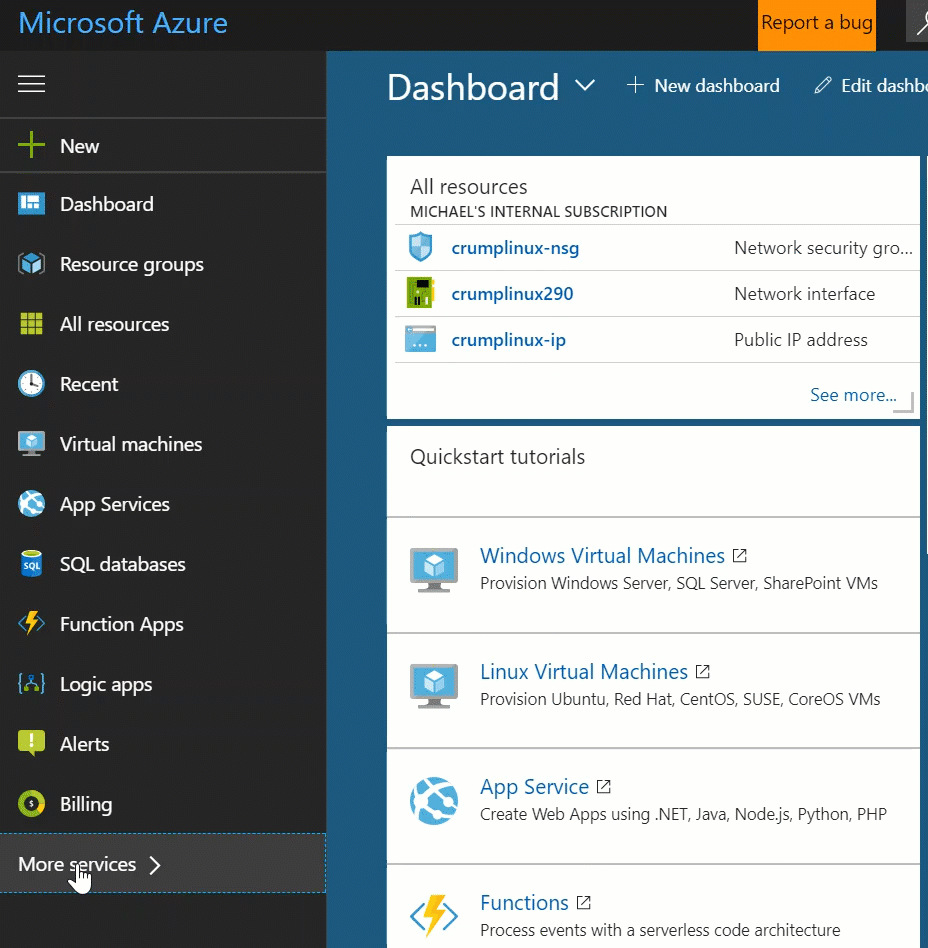 Microsoft Azure
Report a bug
New
Dashboard
Resource groups
All resources
Recent
Virtual machines
App Services
SQL
SQL databases
Function Apps
Logic apps
Alerts
Billing
More services
Dashboard
New dashboard
Edit dashbo
All resources
MICHAEL'S INTERNAL SUBSCRIPTION
crumplinux-nsg Network security gro...
crumplinux290 Network interface
crumplinux-ip Public IP address
See more...
Quickstart tutorials
Windows Virtual Machines
Provision Windows Server, SQL Server, SharePoint VMs
Linux Virtual Machines
Provision Ubuntu, Red Hat, CentOS, SUSE, CoreOS VMs
App Service
Create Web Apps using .NET, Java, Node.js, Python, PHP
Functions
Process events with a serverless code architecture